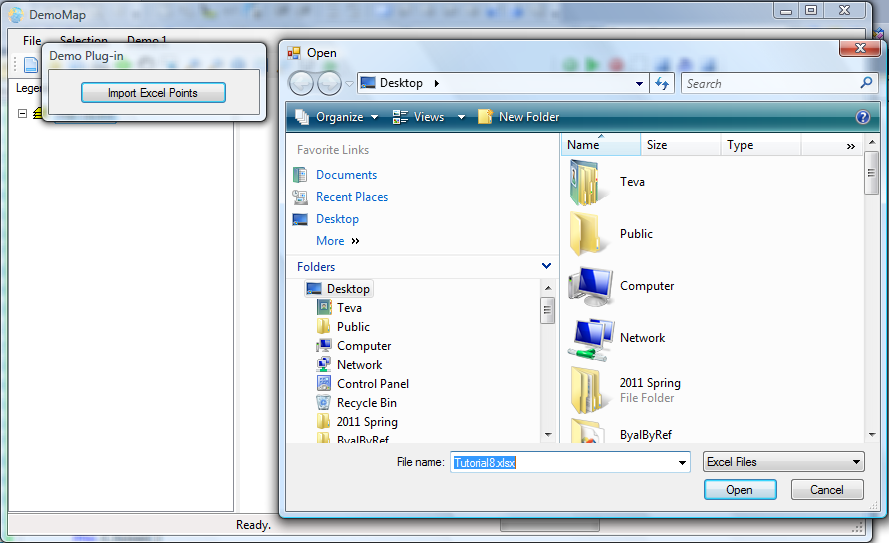 DemoMap
File Selection Demo 1
Demo Plug-in
Import Excel Points
Open
Desktop
Search
Organize Views New Folder
Favorite Links
Documents
Recent Places
Desktop
More »
Folders
Desktop
Teva
Public
Computer
Network
Control Panel
Recycle Bin
2011 Spring
ByalByRef
Name Size Type »
Teva
Public
Computer
Network
2011 Spring
File Folder
ByalByRef
File name: Tutorial8.xlsx Excel Files
Open Cancel
Ready.